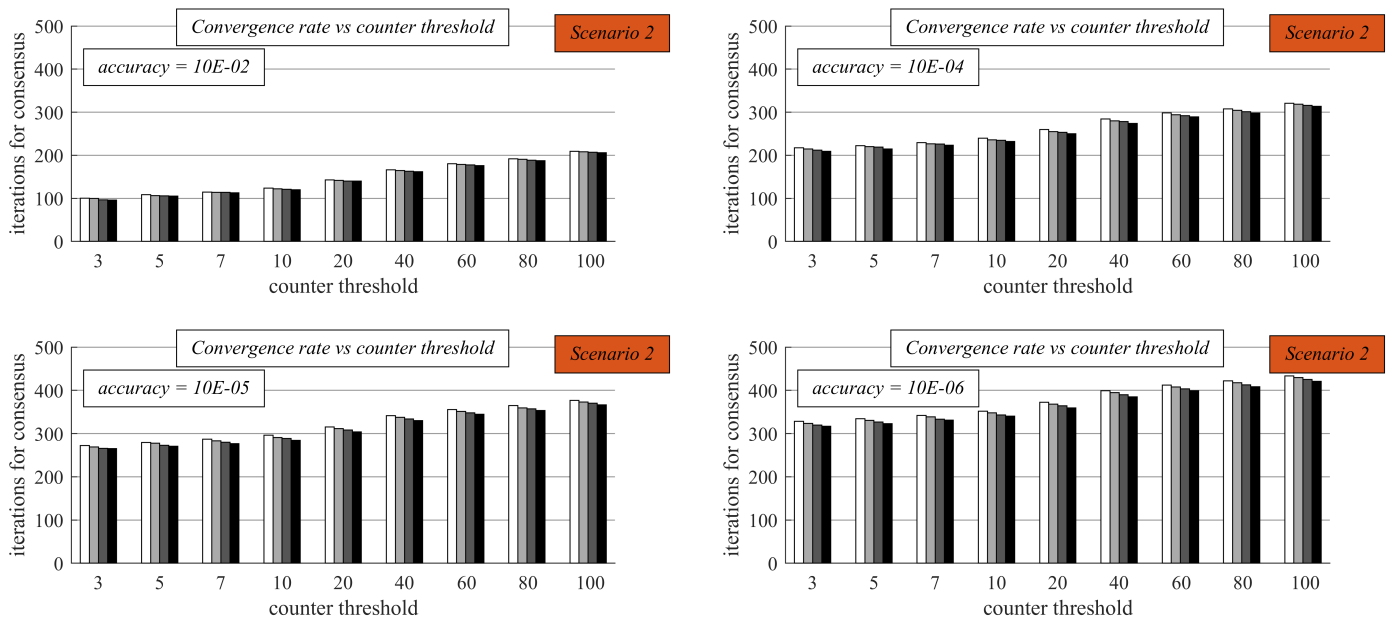 Convergence rate vs counter threshold
Scenario 2
accuracy = 10E-02
iterations for consensus
500
400
300
200
100
0
3 5 7 10 20 40 60 80 100
counter threshold
Convergence rate vs counter threshold
Scenario 2
accuracy = 10E-04
iterations for consensus
500
400
300
200
100
0
3 5 7 10 20 40 60 80 100
counter threshold
Convergence rate vs counter threshold
Scenario 2
accuracy = 10E-05
iterations for consensus
500
400
300
200
100
0
3 5 7 10 20 40 60 80 100
counter threshold
Convergence rate vs counter threshold
Scenario 2
accuracy = 10E-06
iterations for consensus
500
400
300
200
100
0
3 5 7 10 20 40 60 80 100
counter threshold